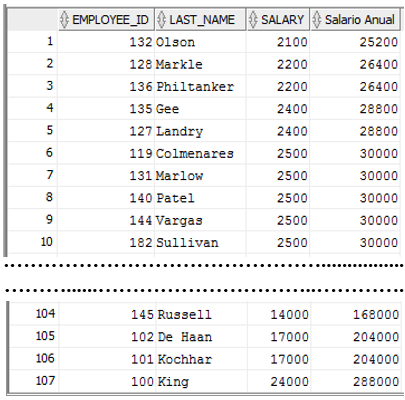 EMPLOYEE_ID LAST_NAME SALARY Salario Anual
1 132 Olson 2100 25200
2 128 Markle 2200 26400
3 136 Philtanker 2200 26400
4 135 Gee 2400 28800
5 127 Landry 2400 28800
6 119 Colmenares 2500 30000
7 131 Marlow 2500 30000
8 140 Patel 2500 30000
9 144 Vargas 2500 30000
10 182 Sullivan 2500 30000
104 145 Russell 14000 168000
105 102 De Haan 17000 204000
106 101 Kochhar 17000 204000
107 100 King 24000 288000